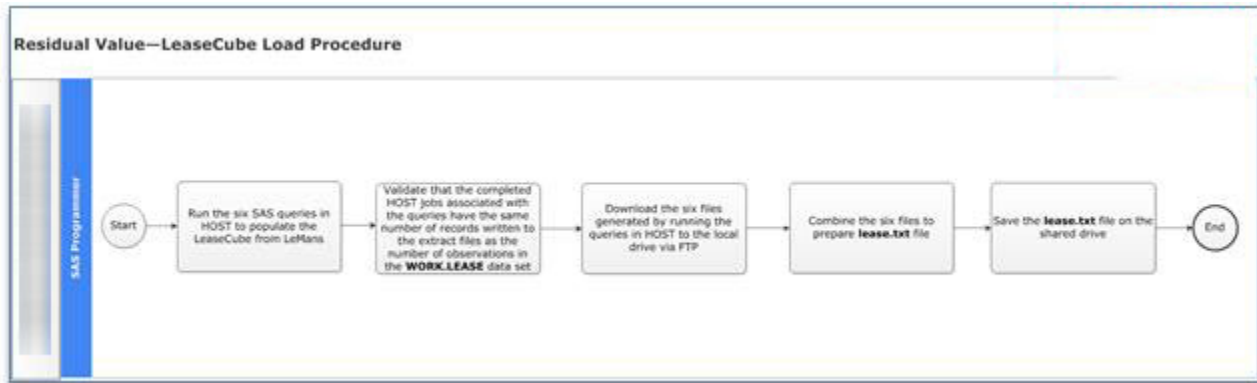 Residual Value—LeaseCube Load Procedure
SAS Programmer
Start
Run the six SAS queries in
HOST to populate the
LeaseCube from LeMans
Validate that the completed
HOST jobs associated with
the queries have the same
number of records written to
the extract files as the
number of observations in
the WORK.LEASE data set
Download the six files
generated by running the
queries in HOST to the local
drive via FTP
Combine the six files to
prepare lease.txt file
Save the lease.txt file on the
shared drive
End